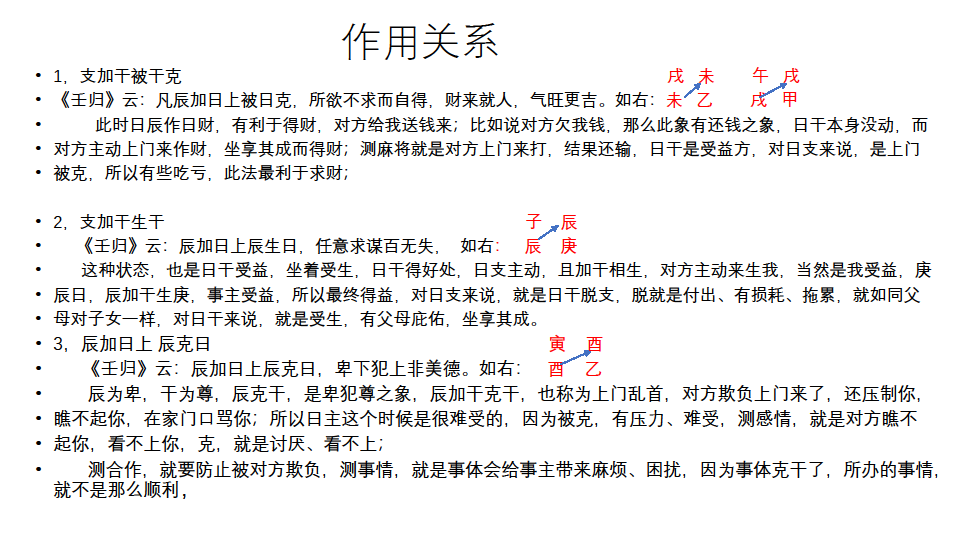 作用关系
• 1，支加干被干克
戌 未 午 戌
• 《壬归》云：凡辰加日上被日克，所欲不求而自得，财来就人，气旺更吉。如右：未 乙 戌 甲
• 此时日辰作日财，有利于得财，对方给我送钱来；比如说对方欠我钱，那么此象有还钱之象，日干本身没动，而
• 对方主动上门来作财，坐享其成而得财；测麻将就是对方上门来打，结果还输，日干是受益方，对日支来说，是上门
• 被克，所以有些吃亏，此法最利于求财；
• 2，支加干生干
子 辰
• 《壬归》云：辰加日上辰生日，任意求谋百无失， 如右：辰 庚
• 这种状态，也是日干受益，坐着受生，日干得好处，日支主动，且加干相生，对方主动来生我，当然是我受益，庚
• 辰日，辰加干生庚，事主受益，所以最终得益，对日支来说，就是日干脱支，脱就是付出、有损耗、拖累，就如同父
• 母对子女一样，对日干来说，就是受生，有父母庇佑，坐享其成。
• 3，辰加日上 辰克日
寅 酉
• 《壬归》云：辰加日上辰克日，卑下犯上非美德。如右： 酉 乙
• 辰为卑，干为尊，辰克干，是卑犯尊之象，辰加干克干，也称为上门乱首，对方欺负上门来了，还压制你，
• 瞧不起你，在家门口骂你；所以日主这个时候是很难受的，因为被克，有压力、难受，测感情，就是对方瞧不
• 起你，看不上你，克，就是讨厌、看不上；
• 测合作，就要防止被对方欺负，测事情，就是事体会给事主带来麻烦、困扰，因为事体克干了，所办的事情，
就不是那么顺利，